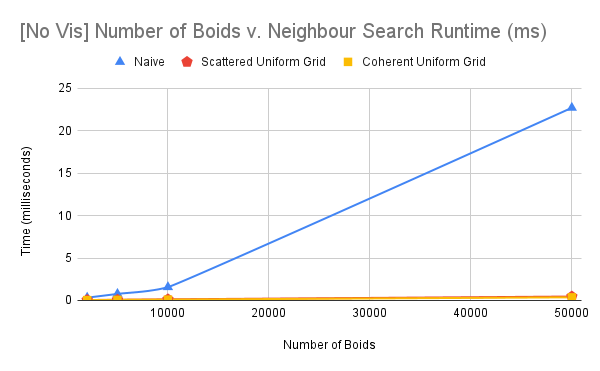 [No Vis] Number of Boids v. Neighbour Search Runtime (ms)
Naive Scattered Uniform Grid Coherent Uniform Grid
Time (milliseconds)
25
20
15
10
5
0
10000 20000 30000 40000 50000
Number of Boids